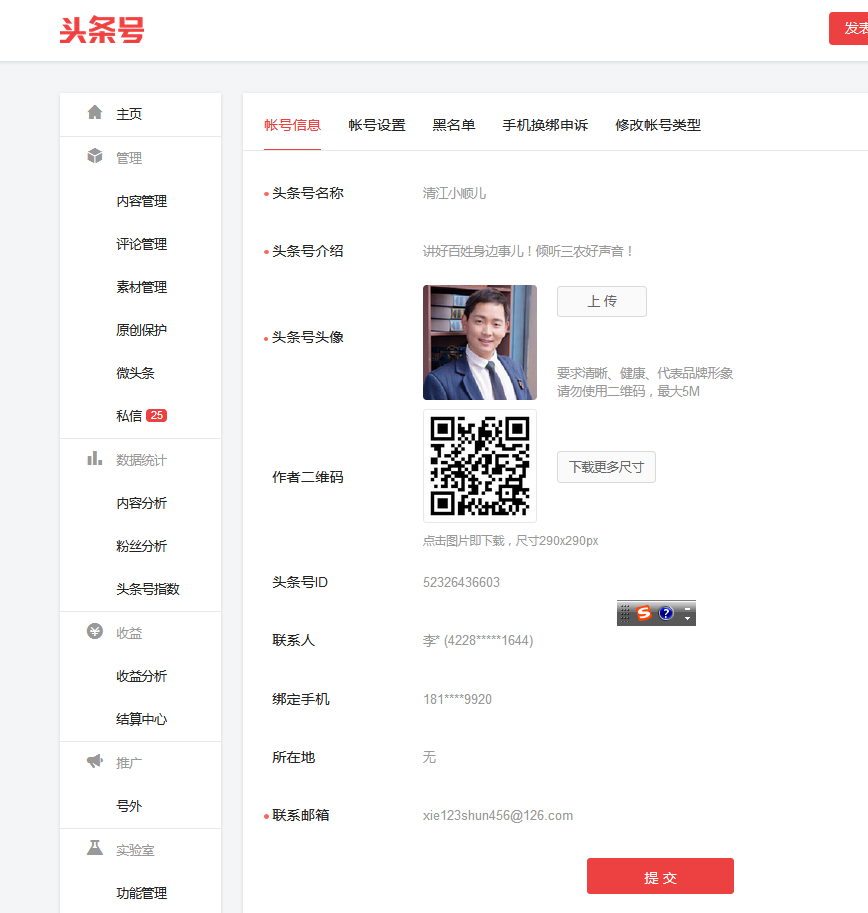 头条号
发表
主页
管理
内容管理
评论管理
素材管理
原创保护
微头条
私信 25
数据统计
内容分析
粉丝分析
头条号指数
收益
收益分析
结算中心
推广
号外
实验室
功能管理
帐号信息 帐号设置 黑名单 手机换绑申诉 修改帐号类型
头条号名称 清江小顺儿
头条号介绍 讲好百姓身边事儿！倾听三农好声音！
头条号头像
上 传
要求清晰、健康、代表品牌形象
请勿使用二维码，最大5M
作者二维码
下载更多尺寸
点击图片即下载，尺寸290x290px
头条号ID 52326436603
联系人 李* (4228*****1644)
绑定手机 181****9920
所在地 无
联系邮箱 xie123shun456@126.com
提 交